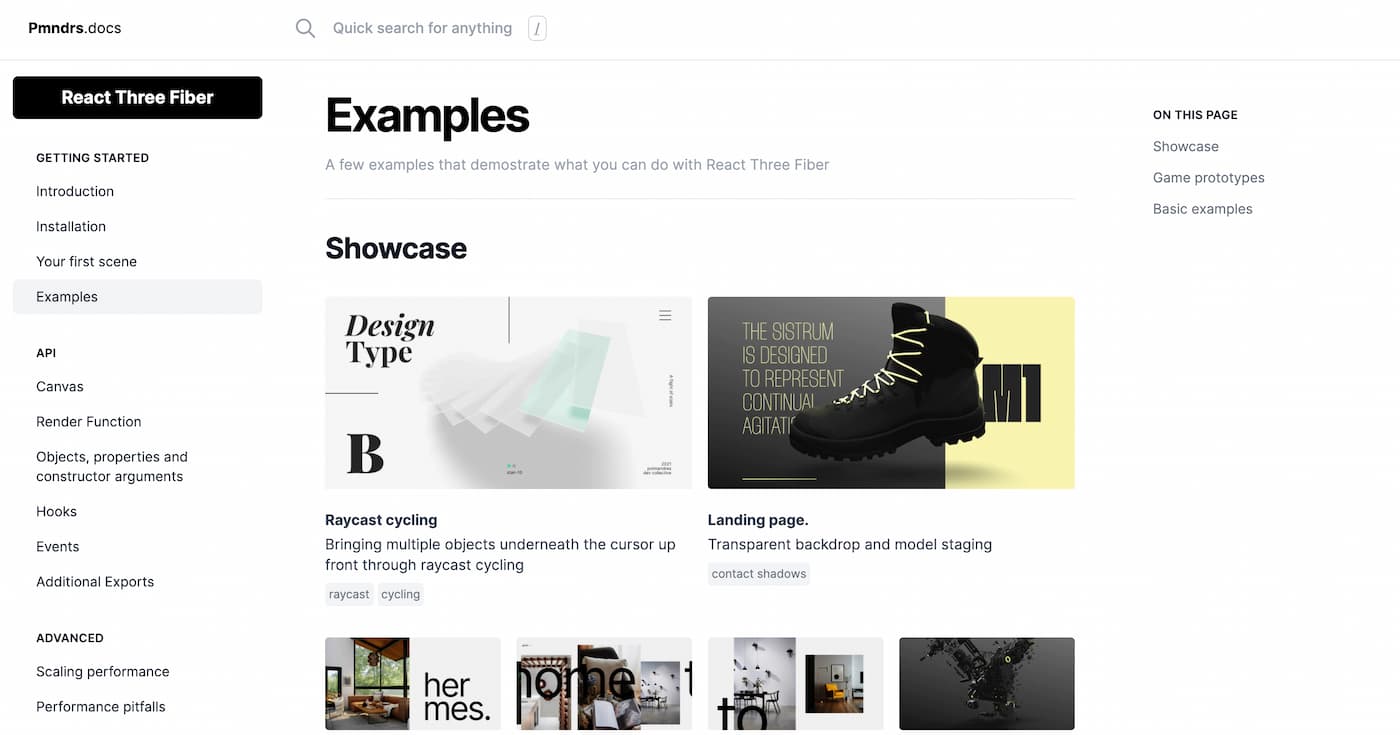 Pmndrs.docs
Quick search for anything /
React Three Fiber
GETTING STARTED
Introduction
Installation
Your first scene
Examples
API
Canvas
Render Function
Objects, properties and
constructor arguments
Hooks
Events
Additional Exports
ADVANCED
Scaling performance
Performance pitfalls
Examples
A few examples that demostrate what you can do with React Three Fiber
Showcase
Design
Type
B
2021
Raycast cycling
Bringing multiple objects underneath the cursor up
front through raycast cycling
raycast cycling
THE SISTRUM
IS DESIGNED
TO REPRESENT
CONTINUAL
AGITATI
M1
Landing page.
Transparent backdrop and model staging
contact shadows
her
mes.
home
to
ON THIS PAGE
Showcase
Game prototypes
Basic examples